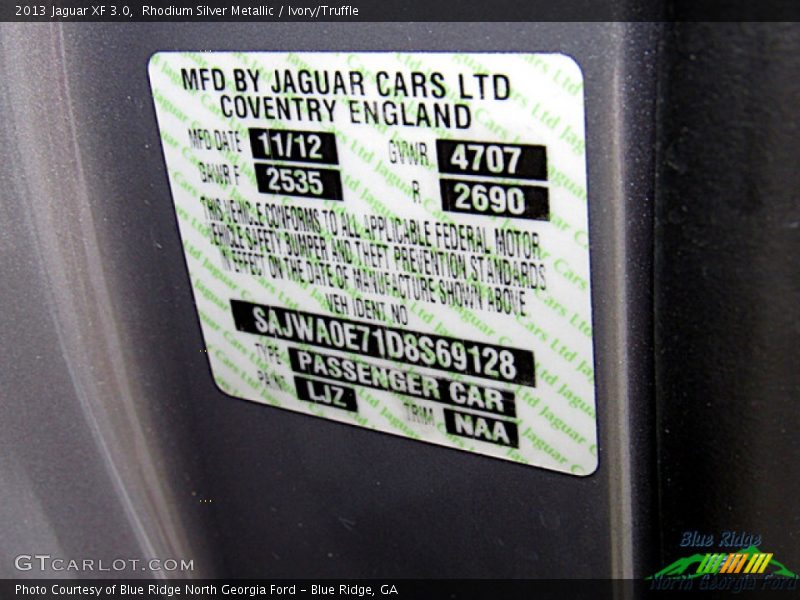 2013 Jaguar XF 3.0, Rhodium Silver Metallic / Ivory/Truffle
MFD BY JAGUAR CARS LTD
COVENTRY ENGLAND
MFD DATE 11/12 GVWR 4707
GAWR F 2535 R 2690
THIS VEHICLE CONFORMS TO ALL APPLICABLE FEDERAL MOTOR
VEHICLE SAFETY BUMPER AND THEFT PREVENTION STANDARDS
IN EFFECT ON THE DATE OF MANUFACTURE SHOWN ABOVE
VEH IDENT NO
SAJWA0E71D8S69128
TYPE PASSENGER CAR
PAINT LJZ TRIM NAA
GTCARLOT.COM
Blue Ridge
North Georgia Ford
Photo Courtesy of Blue Ridge North Georgia Ford – Blue Ridge, GA